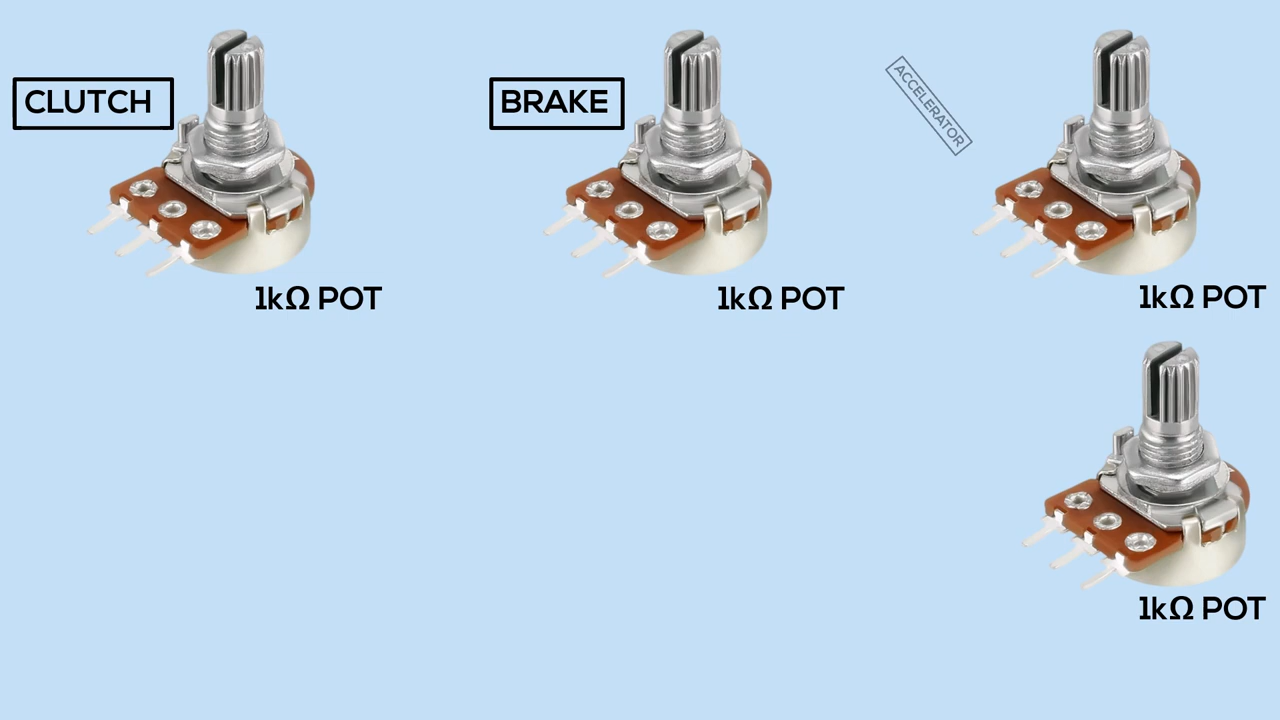 CLUTCH
BRAKE
ACCELERATOR
1kΩ POT
1kΩ POT
1kΩ POT
1kΩ POT